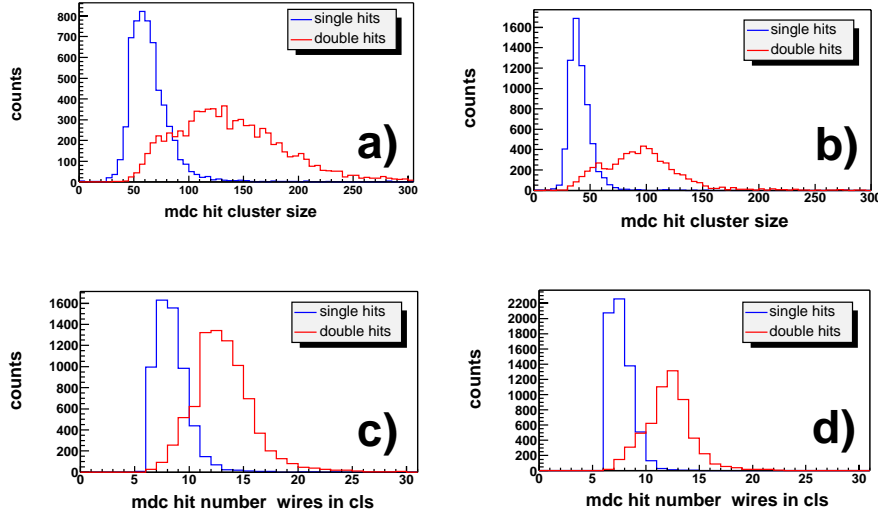 counts
800
700
600
500
400
300
200
100
0
0 50 100 150 200 250 300
mdc hit cluster size
single hits
double hits
a)
counts
1600
1400
1200
1000
800
600
400
200
0
0 50 100 150 200 250 300
mdc hit cluster size
single hits
double hits
b)
counts
1600
1400
1200
1000
800
600
400
200
0
0 5 10 15 20 25 30
mdc hit number wires in cls
single hits
double hits
c)
counts
2200
2000
1800
1600
1400
1200
1000
800
600
400
200
0
0 5 10 15 20 25 30
mdc hit number wires in cls
single hits
double hits
d)